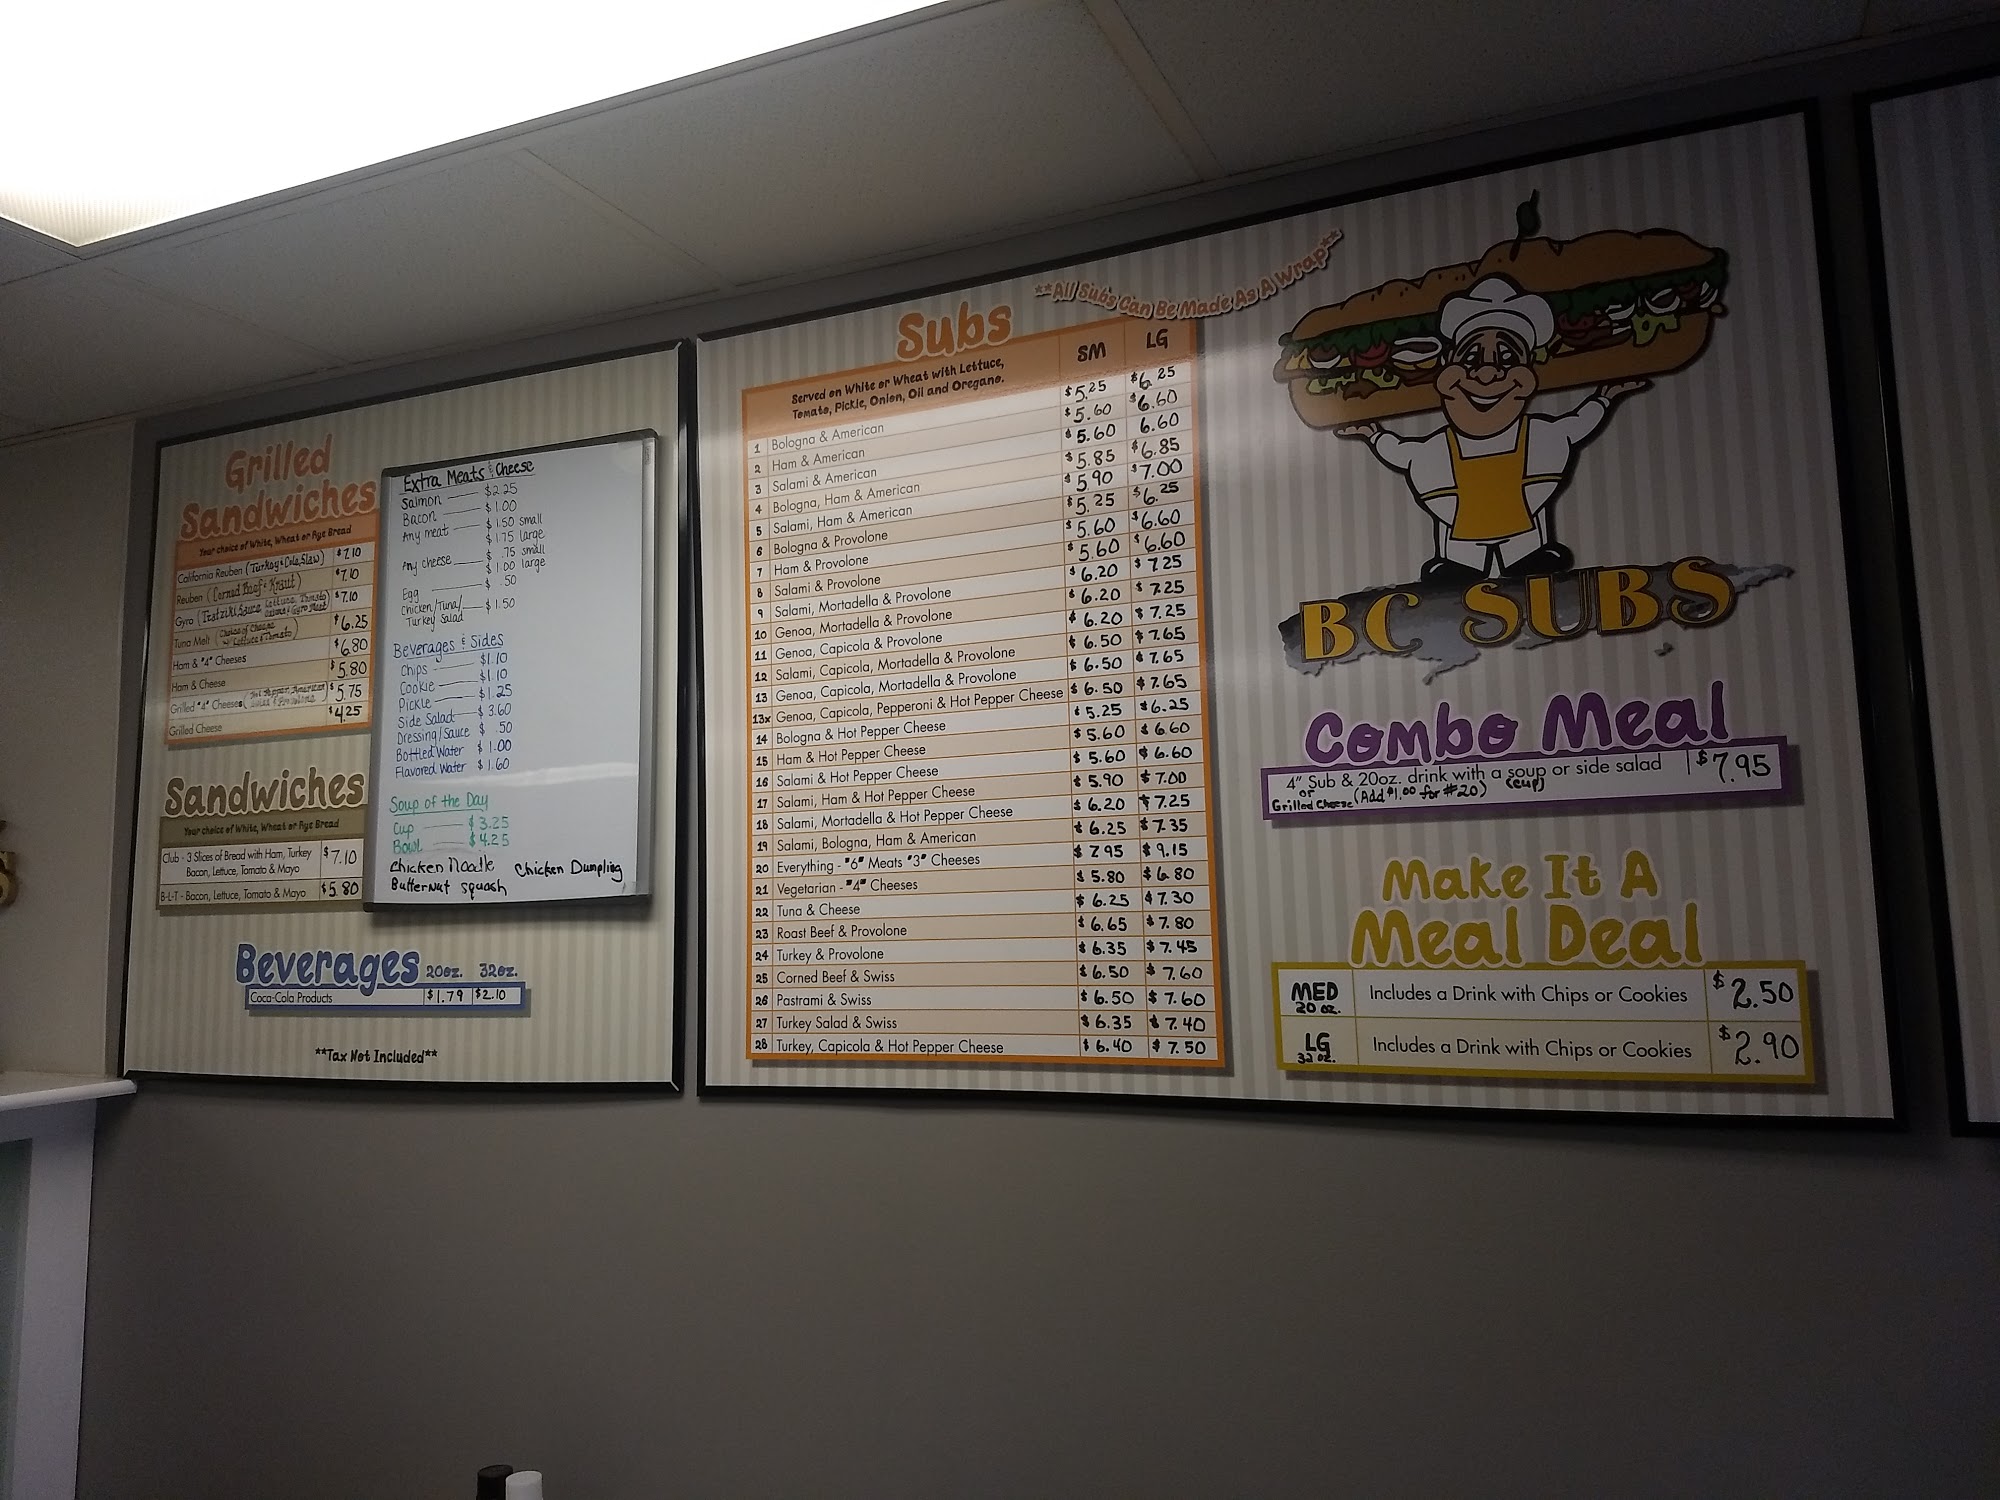 Grilled
Sandwiches
Your choice of White, Wheat or Rye Bread
California Reuben (Turkey & Cole Slaw) $7.10
Reuben (Corned Beef & Kraut) $7.10
Gyro (Tzatziki Sauce Lettuce, Tomato Onions & Gyro Meat) $7.10
Tuna Melt (Choice of Cheese w/ Lettuce & Tomato) $6.25
Ham & "4" Cheeses $6.80
Ham & Cheese $5.80
Grilled "4" Cheeses (Hot Pepper, American Swiss & Provolone) $5.75
Grilled Cheese $4.25
Sandwiches
Your choice of White, Wheat or Rye Bread
Club - 3 Slices of Bread with Ham, Turkey $7.10
Bacon, Lettuce, Tomato & Mayo
B-L-T - Bacon, Lettuce, Tomato & Mayo $5.80
Beverages 20oz. 32oz.
Coca-Cola Products $1.79 $2.10
**Tax Not Included**
Extra Meats & Cheese
Salmon $2.25
Bacon $1.00
Any meat $1.50 small
$1.75 large
Any cheese $.75 small
$1.00 large
Egg $.50
Chicken/Tuna/ $1.50
Turkey Salad
Beverages & Sides
Chips $1.10
Cookie $1.10
Pickle $1.25
Side Salad $3.60
Dressing/Sauce $.50
Bottled Water $1.00
Flavored Water $1.60
Soup of the Day
Cup $3.25
Bowl $4.25
Chicken Noodle Chicken Dumpling
Butternut squash
Subs
**All Subs Can Be Made As A Wrap**
Served on White or Wheat with Lettuce, SM LG
Tomato, Pickle, Onion, Oil and Oregano.
1 Bologna & American $5.25 $6.25
2 Ham & American $5.60 $6.60
3 Salami & American $5.60 6.60
4 Bologna, Ham & American $5.85 $6.85
5 Salami, Ham & American $5.90 $7.00
6 Bologna & Provolone $5.25 $6.25
7 Ham & Provolone $5.60 $6.60
8 Salami & Provolone $5.60 $6.60
9 Salami, Mortadella & Provolone $6.20 $7.25
10 Genoa, Mortadella & Provolone $6.20 $7.25
11 Genoa, Capicola & Provolone $6.20 $7.25
12 Salami, Capicola, Mortadella & Provolone $6.50 $7.65
13 Genoa, Capicola, Mortadella & Provolone $6.50 $7.65
13x Genoa, Capicola, Pepperoni & Hot Pepper Cheese $6.50 $7.65
14 Bologna & Hot Pepper Cheese $5.25 $6.25
15 Ham & Hot Pepper Cheese $5.60 $6.60
16 Salami & Hot Pepper Cheese $5.60 $6.60
17 Salami, Ham & Hot Pepper Cheese $5.90 $7.00
18 Salami, Mortadella & Hot Pepper Cheese $6.20 $7.25
19 Salami, Bologna, Ham & American $6.25 $7.35
20 Everything - "6" Meats "3" Cheeses $7.95 $9.15
21 Vegetarian - "4" Cheeses $5.80 $6.80
22 Tuna & Cheese $6.25 $7.30
23 Roast Beef & Provolone $6.65 $7.80
24 Turkey & Provolone $6.35 $7.45
25 Corned Beef & Swiss $6.50 $7.60
26 Pastrami & Swiss $6.50 $7.60
27 Turkey Salad & Swiss $6.35 $7.40
28 Turkey, Capicola & Hot Pepper Cheese $6.40 $7.50
BC SUBS
Combo Meal
4" Sub & 20oz. drink with a soup or side salad $7.95
or (cup)
Grilled Cheese (Add $1.00 for #20)
Make It A
Meal Deal
MED Includes a Drink with Chips or Cookies $2.50
20 oz.
LG Includes a Drink with Chips or Cookies $2.90
32 oz.